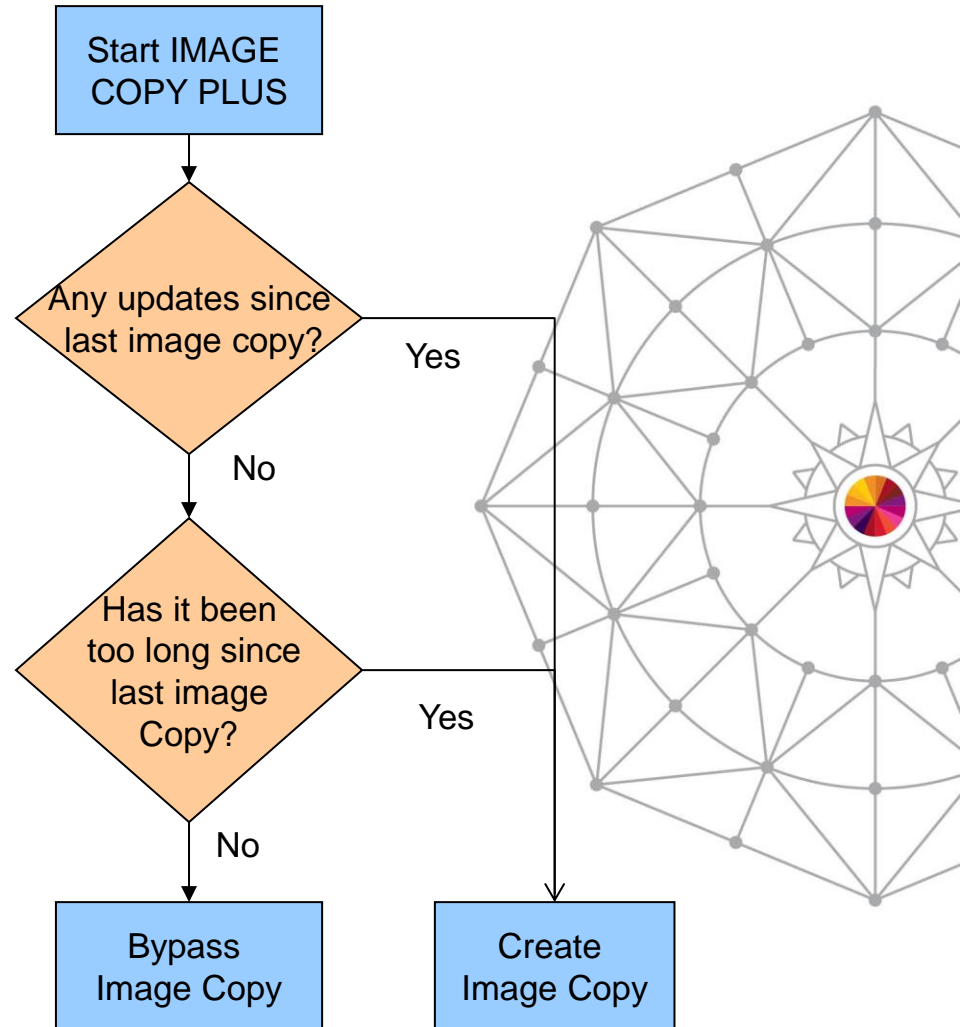 Start IMAGE
COPY PLUS
Any updates since
last image copy?
Yes
No
Has it been
too long since
last image
Copy?
Yes
No
Bypass
Image Copy
Create
Image Copy